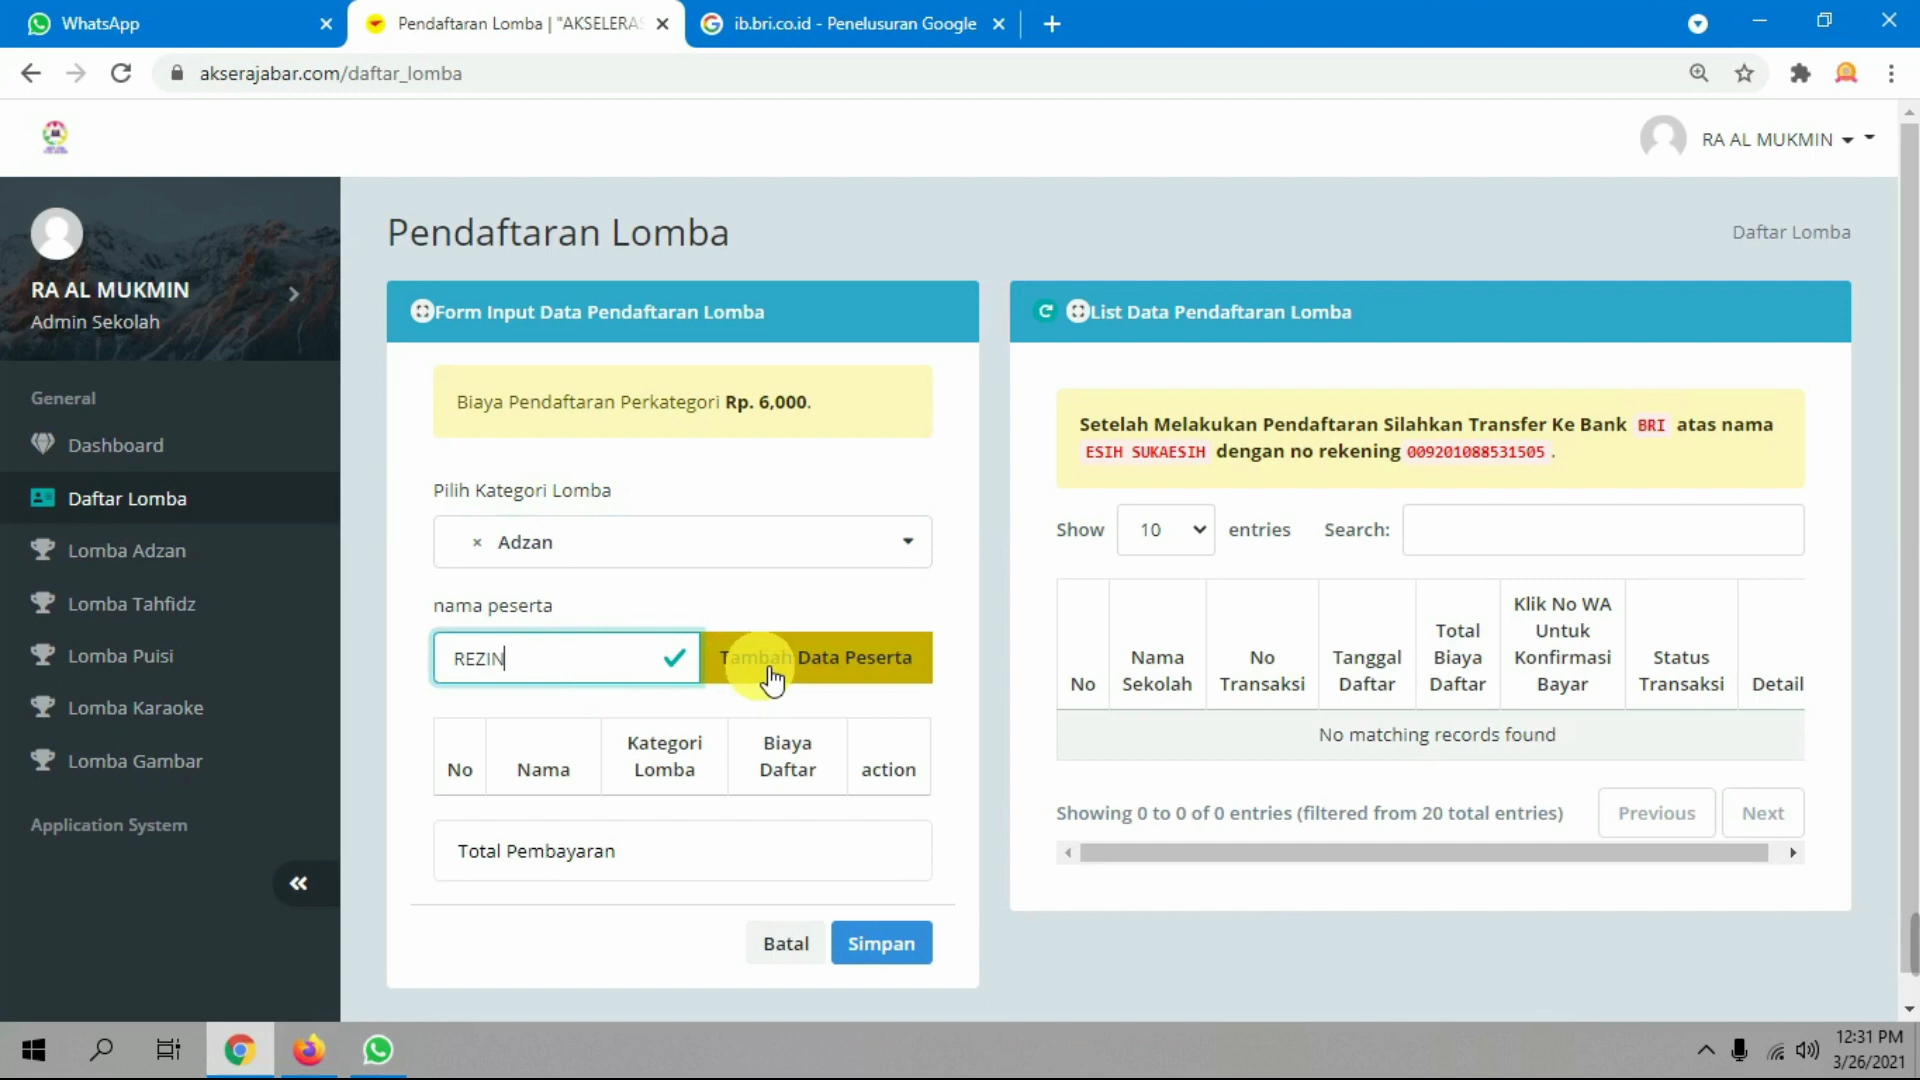 WhatsApp
Pendaftaran Lomba | "AKSELERAS
ib.bri.co.id - Penelusuran Google
akserajabar.com/daftar_lomba
RA AL MUKMIN
RA AL MUKMIN
Admin Sekolah
General
Dashboard
Daftar Lomba
Lomba Adzan
Lomba Tahfidz
Lomba Puisi
Lomba Karaoke
Lomba Gambar
Application System
Pendaftaran Lomba
Daftar Lomba
Form Input Data Pendaftaran Lomba
Biaya Pendaftaran Perkategori Rp. 6,000.
Pilih Kategori Lomba
× Adzan
nama peserta
REZIN
Tambah Data Peserta
No Nama Kategori Lomba Biaya Daftar action
Total Pembayaran
Batal Simpan
List Data Pendaftaran Lomba
Setelah Melakukan Pendaftaran Silahkan Transfer Ke Bank BRI atas nama
ESIH SUKAESIH dengan no rekening 009201088531505 .
Show 10 entries Search:
No Nama Sekolah No Transaksi Tanggal Daftar Total Biaya Daftar Klik No WA Untuk Konfirmasi Bayar Status Transaksi Detail
No matching records found
Showing 0 to 0 of 0 entries (filtered from 20 total entries)
Previous Next
12:31 PM
3/26/2021